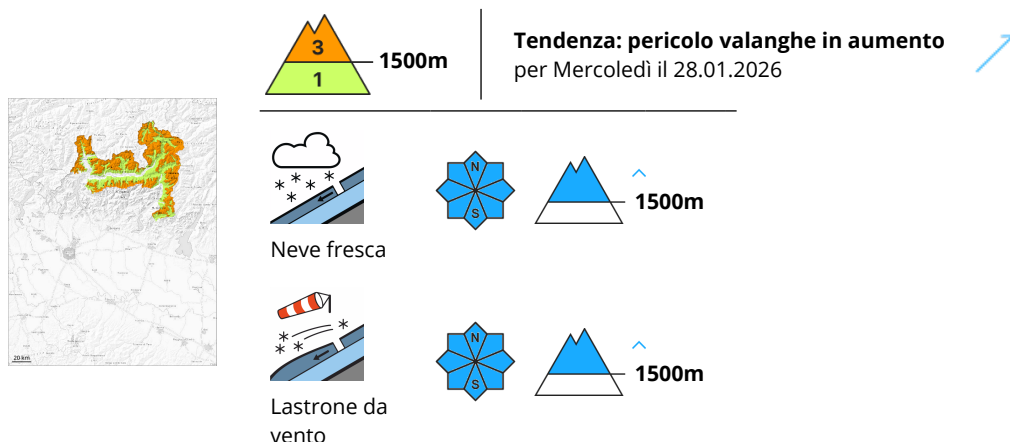 3
1500m
1
Tendenza: pericolo valanghe in aumento
per Mercoledì il 28.01.2026
N
S
1500m
Neve fresca
N
S
1500m
Lastrone da
vento
20 km